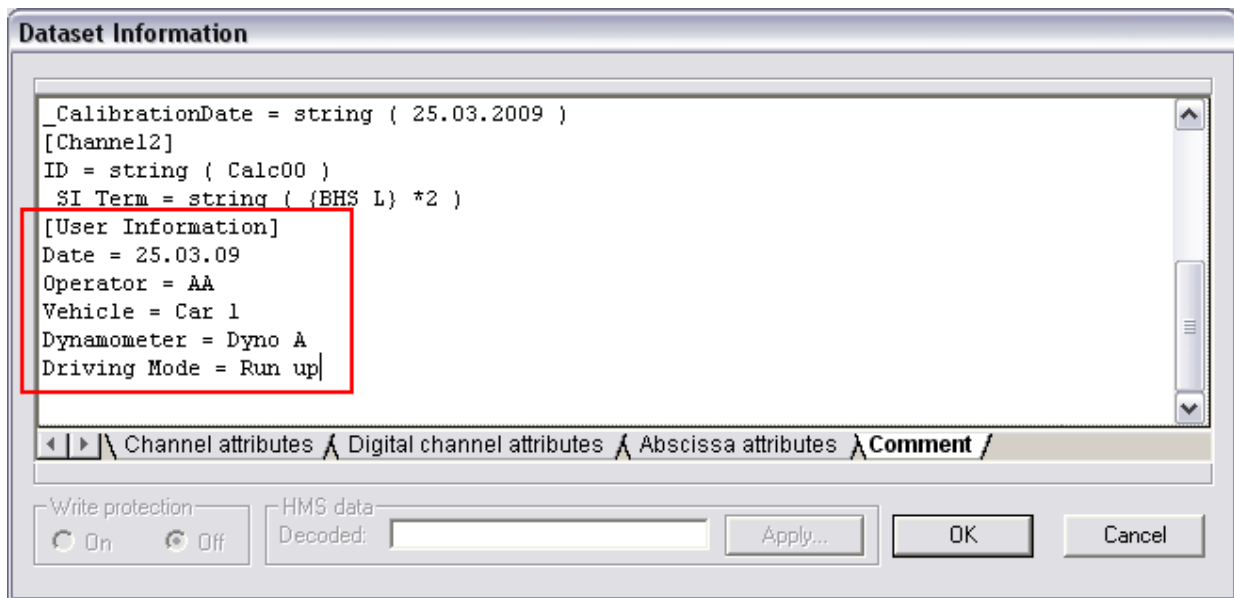 Dataset Information
_CalibrationDate = string ( 25.03.2009 )
[Channel2]
ID = string ( Calc00 )
_SI Term = string ( {BHS L} *2 )
[User Information]
Date = 25.03.09
Operator = AA
Vehicle = Car 1
Dynamometer = Dyno A
Driving Mode = Run up
Channel attributes Digital channel attributes Abscissa attributes Comment
Write protection HMS data
On Off Decoded: Apply... OK Cancel